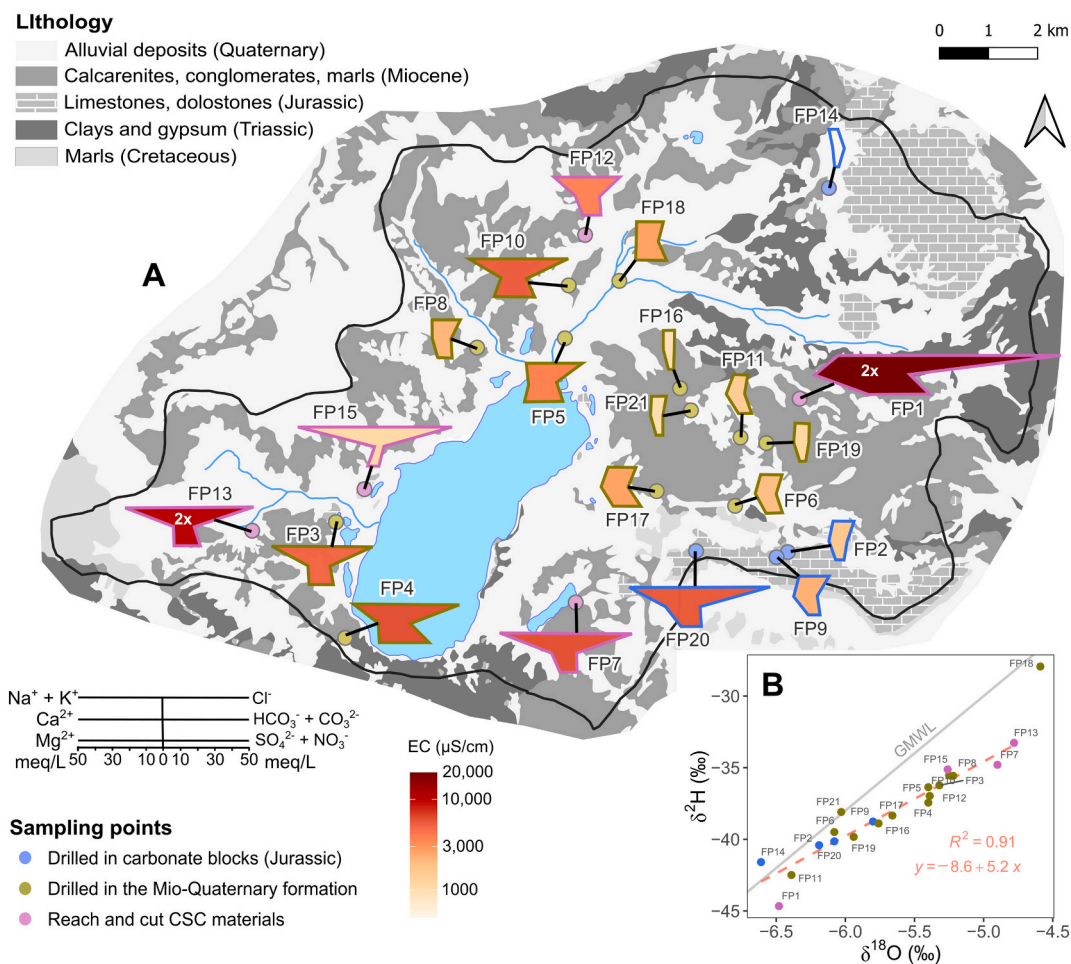 LIthology
Alluvial deposits (Quaternary)
Calcarenites, conglomerates, marls (Miocene)
Limestones, dolostones (Jurassic)
Clays and gypsum (Triassic)
Marls (Cretaceous)
0 1 2 km
A
FP14
FP12
FP18
FP10
FP8
FP16
FP11
2x
FP1
FP5
FP21
FP15
FP19
FP13
2x
FP17
FP6
FP3
FP2
FP4
FP20
FP9
FP7
Na⁺ + K⁺ Cl⁻
Ca²⁺ HCO₃⁻ + CO₃²⁻
Mg²⁺ SO₄²⁻ + NO₃⁻
50 10 0 0 10 50
meq/L meq/L
EC (µS/cm)
20,000
10,000
3,000
1000
Sampling points
Drilled in carbonate blocks (Jurassic)
Drilled in the Mio-Quaternary formation
Reach and cut CSC materials
B
FP18
−30
GMWL
FP13
FP15 FP8 FP7
−35
δ²H (‰)
FP5 FP10 FP3
FP21 FP12
FP6 FP9 FP17 FP4
−40
FP2 FP16
FP14 FP20 FP19
R² = 0.91
y = −8.6 + 5.2 x
FP11
FP1
−45
−6.5 −6.0 −5.5 −5.0 −4.5
δ¹⁸O (‰)